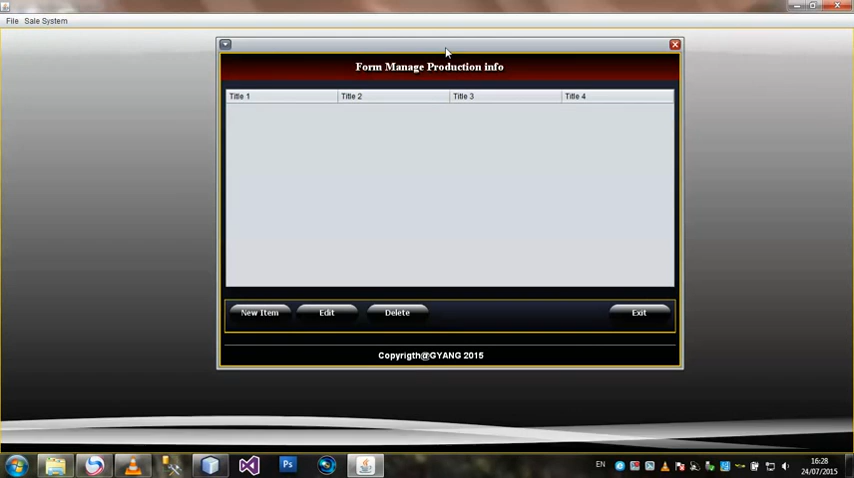 File Sale System
Form Manage Production info
Title 1 Title 2 Title 3 Title 4
New Item Edit Delete Exit
Copyrigth@GYANG 2015
Ps
EN
16:28
24/07/2015